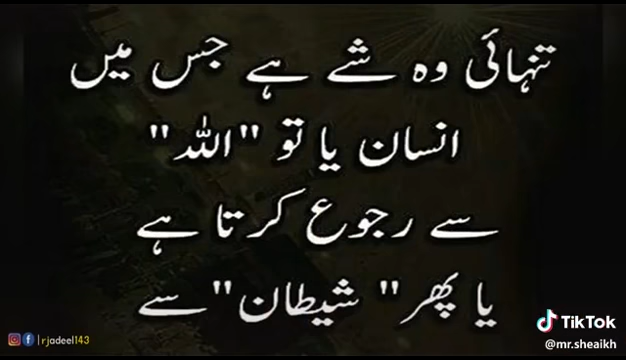 تنہائی وہ شے ہے جس میں
انسان یا تو "اللہ"
سے رجوع کرتا ہے
یا پھر" شیطان"سے
rjadeel143
TikTok
@mr.sheaikh